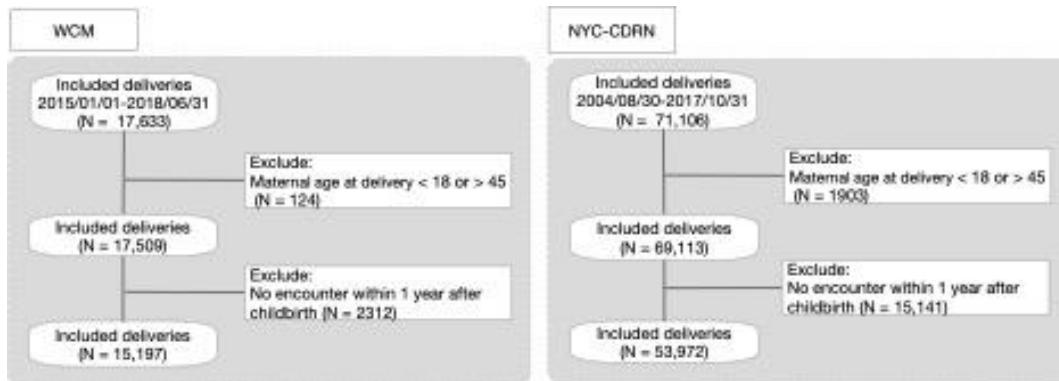 WCM
Included deliveries
2015/01/01-2018/06/31
(N = 17,633)
Exclude:
Maternal age at delivery < 18 or > 45
(N = 124)
Included deliveries
(N = 17,509)
Exclude:
No encounter within 1 year after
childbirth (N = 2312)
Included deliveries
(N = 15,197)
NYC-CDRN
Included deliveries
2004/08/30-2017/10/31
(N = 71,106)
Exclude:
Maternal age at delivery < 18 or > 45
(N = 1903)
Included deliveries
(N = 69,113)
Exclude:
No encounter within 1 year after
childbirth (N = 15,141)
Included deliveries
(N = 53,972)